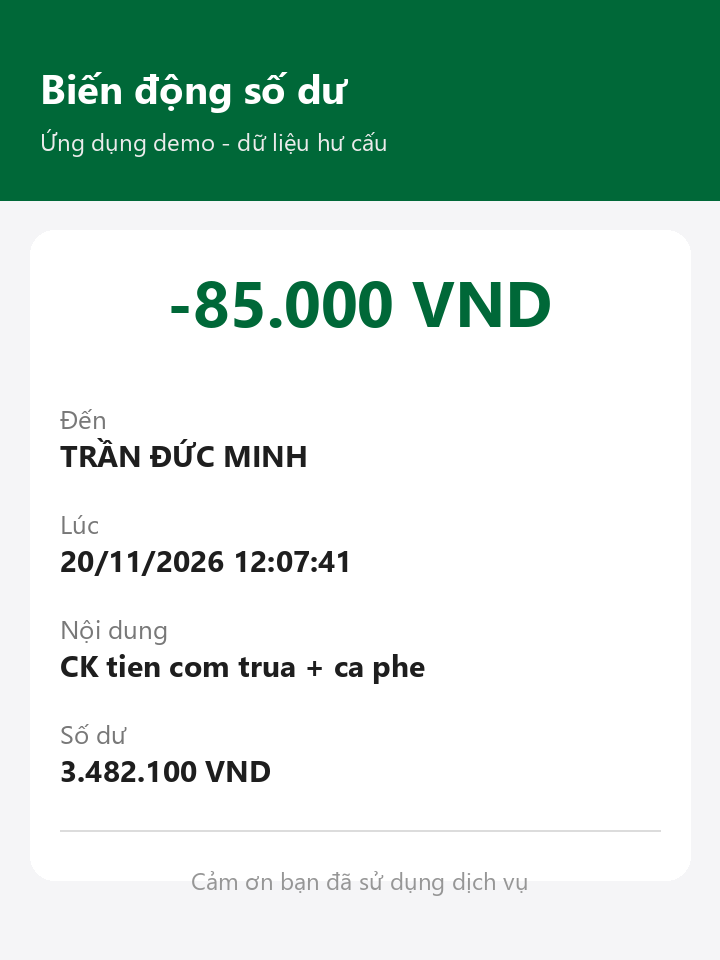 Biến động số dư
Ứng dụng demo - dữ liệu hư cấu
-85.000 VND
Đến
TRẦN ĐỨC MINH
Lúc
20/11/2026 12:07:41
Nội dung
CK tien com trua + ca phe
Số dư
3.482.100 VND
Cảm ơn bạn đã sử dụng dịch vụ